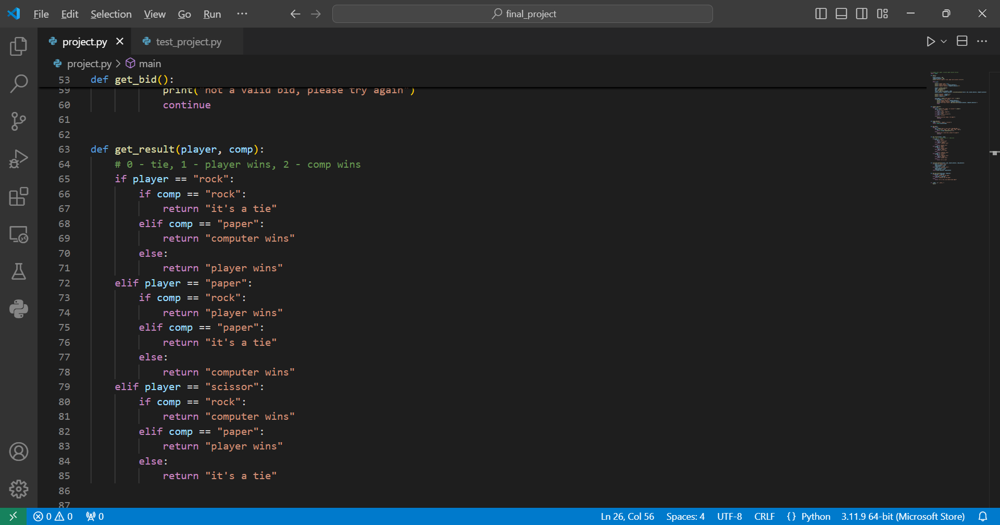 File Edit Selection View Go Run ··· final_project
project.py test_project.py
project.py > main
53 def get_bid():
59 print("not a valid bid, please try again")
60 continue
61
62
63 def get_result(player, comp):
64 # 0 - tie, 1 - player wins, 2 - comp wins
65 if player == "rock":
66 if comp == "rock":
67 return "it's a tie"
68 elif comp == "paper":
69 return "computer wins"
70 else:
71 return "player wins"
72 elif player == "paper":
73 if comp == "rock":
74 return "player wins"
75 elif comp == "paper":
76 return "it's a tie"
77 else:
78 return "computer wins"
79 elif player == "scissor":
80 if comp == "rock":
81 return "computer wins"
82 elif comp == "paper":
83 return "player wins"
84 else:
85 return "it's a tie"
86
87
0 0 0 Ln 26, Col 56 Spaces: 4 UTF-8 CRLF {} Python 3.11.9 64-bit (Microsoft Store)